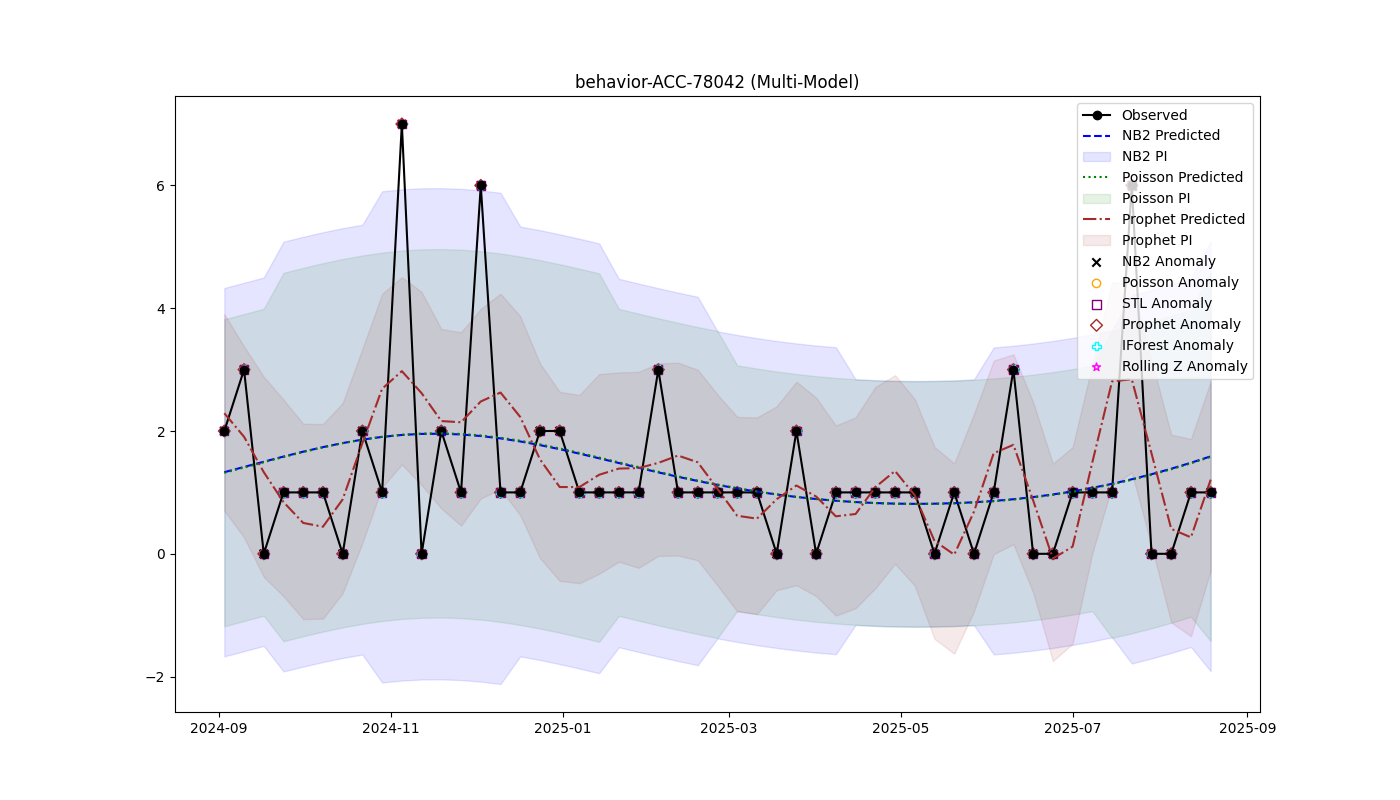 behavior-ACC-78042 (Multi-Model)
Observed
NB2 Predicted
NB2 PI
Poisson Predicted
Poisson PI
Prophet Predicted
Prophet PI
NB2 Anomaly
Poisson Anomaly
STL Anomaly
Prophet Anomaly
IForest Anomaly
Rolling Z Anomaly
6
4
2
0
−2
2024-09 2024-11 2025-01 2025-03 2025-05 2025-07 2025-09